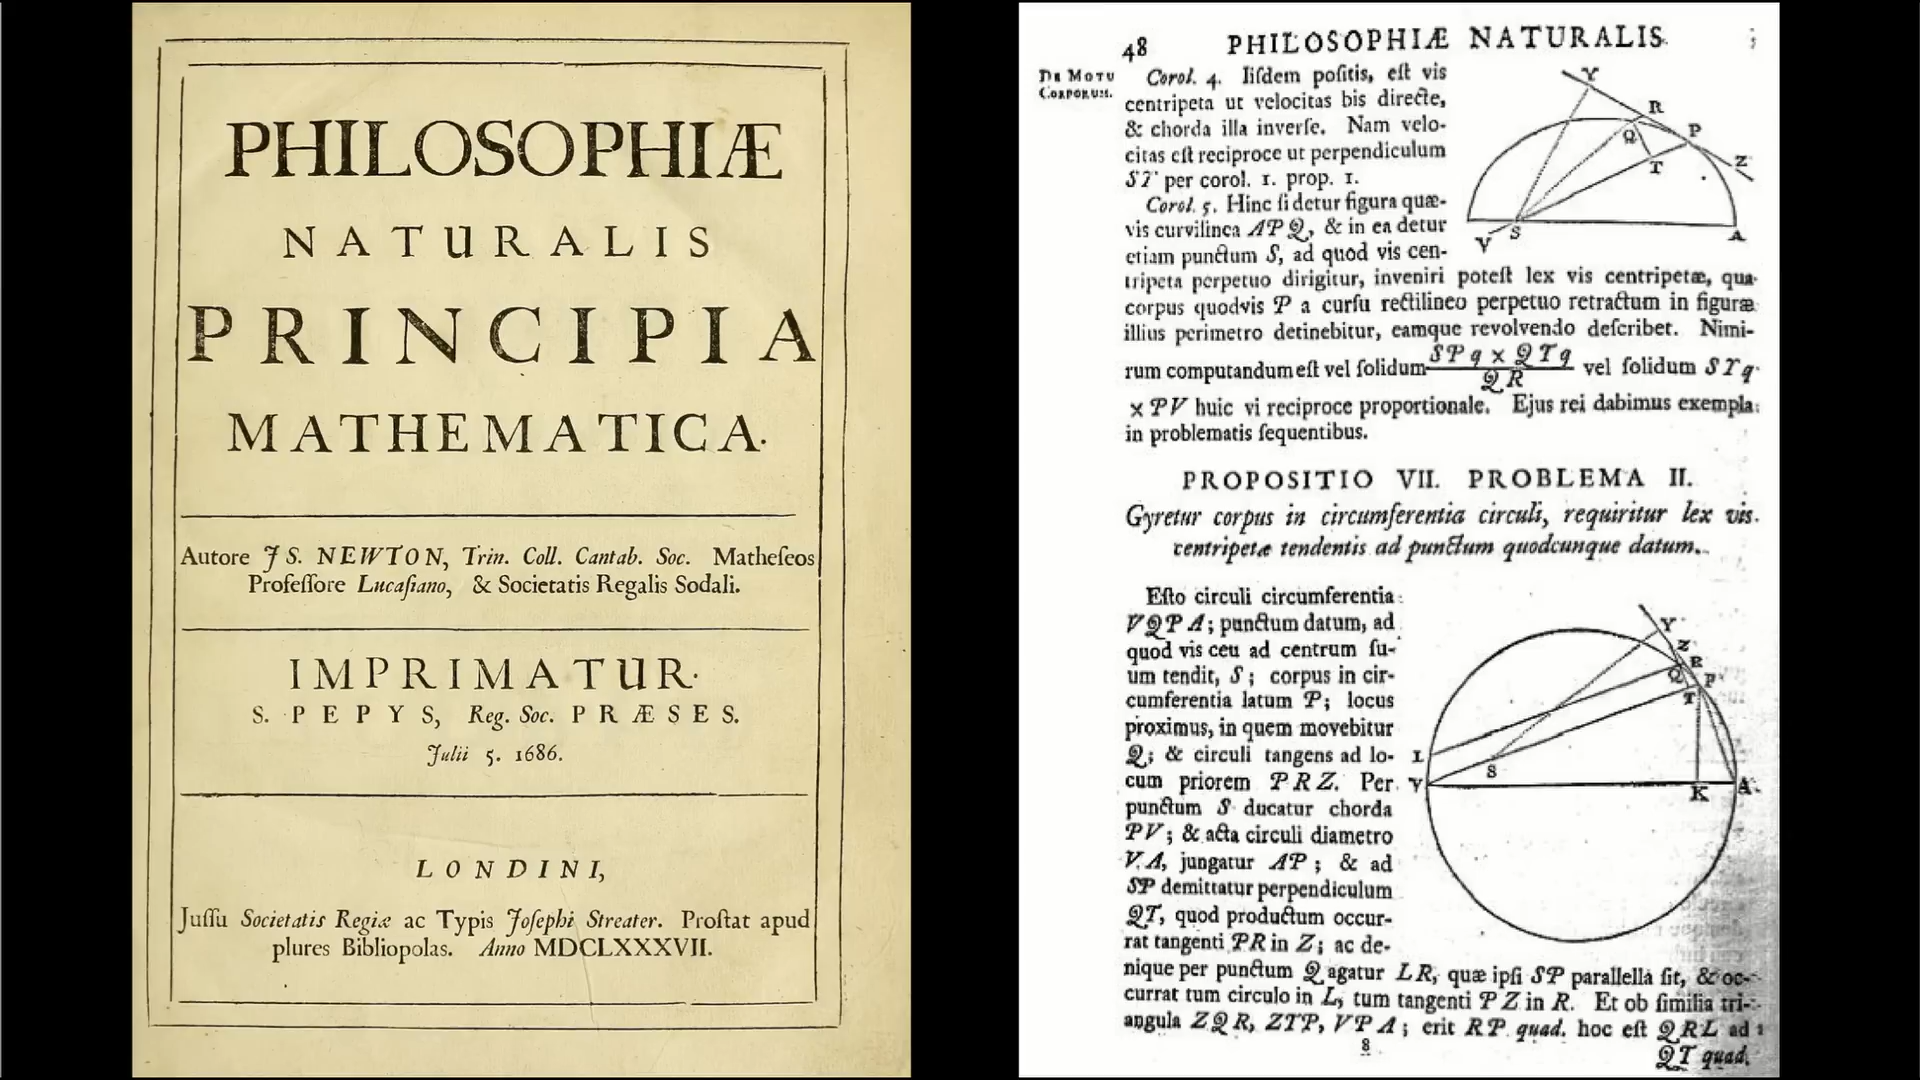 PHILOSOPHIÆ
NATURALIS
PRINCIPIA
MATHEMATICA.
Autore J S. NEWTON, Trin. Coll. Cantab. Soc. Matheſeos
Profeſſore Lucaſiano, & Societatis Regalis Sodali.
IMPRIMATUR.
S. PEPYS, Reg. Soc. PRÆSES.
Julii 5. 1686.
LONDINI,
Juſſu Societatis Regiæ ac Typis Joſephi Streater. Proſtat apud
plures Bibliopolas. Anno MDCLXXXVII.
48 PHILOSOPHIÆ NATURALIS
DE MOTU
CORPORUM.
Corol. 4. Iiſdem poſitis, eſt vis
centripeta ut velocitas bis directe,
& chorda illa inverſe. Nam velo-
citas eſt reciproce ut perpendiculum
SY per corol. 1. prop. 1.
Corol. 5. Hinc ſi detur figura quæ-
vis curvilinea APQ, & in ea detur
etiam punctum S, ad quod vis cen-
tripeta perpetuo dirigitur, inveniri poteſt lex vis centripetæ, qua
corpus quodvis P a curſu rectilineo perpetuo retractum in figuræ
illius perimetro detinebitur, eamque revolvendo deſcribet. Nimi-
rum computandum eſt vel ſolidum SPq × QTq / QR vel ſolidum SYq
× PV huic vi reciproce proportionale. Ejus rei dabimus exempla
in problematis ſequentibus.
Y
R
Q
P
T
Z
V
S
A
PROPOSITIO VII. PROBLEMA II.
Gyretur corpus in circumferentia circuli, requiritur lex vis
centripetæ tendentis ad punctum quodcunque datum.
Eſto circuli circumferentia
VQPA; punctum datum, ad
quod vis ceu ad centrum ſu-
um tendit, S; corpus in cir-
cumferentia latum P; locus
proximus, in quem movebitur
Q; & circuli tangens ad lo-
cum priorem PRZ. Per
punctum S ducatur chorda
PV; & acta circuli diametro
VA, jungatur AP; & ad
SP demittatur perpendiculum
QT, quod productum occur-
rat tangenti PR in Z; ac de-
nique per punctum Q agatur LR, quæ ipſi SP parallella ſit, & oc-
currat tum circulo in L, tum tangenti PZ in R. Et ob ſimilia tri-
angula ZQR, ZTP, VPA; erit RP quad. hoc eſt QRL ad
8
QT quad.
Y
Z
R
Q
P
T
L
S
V
K
A